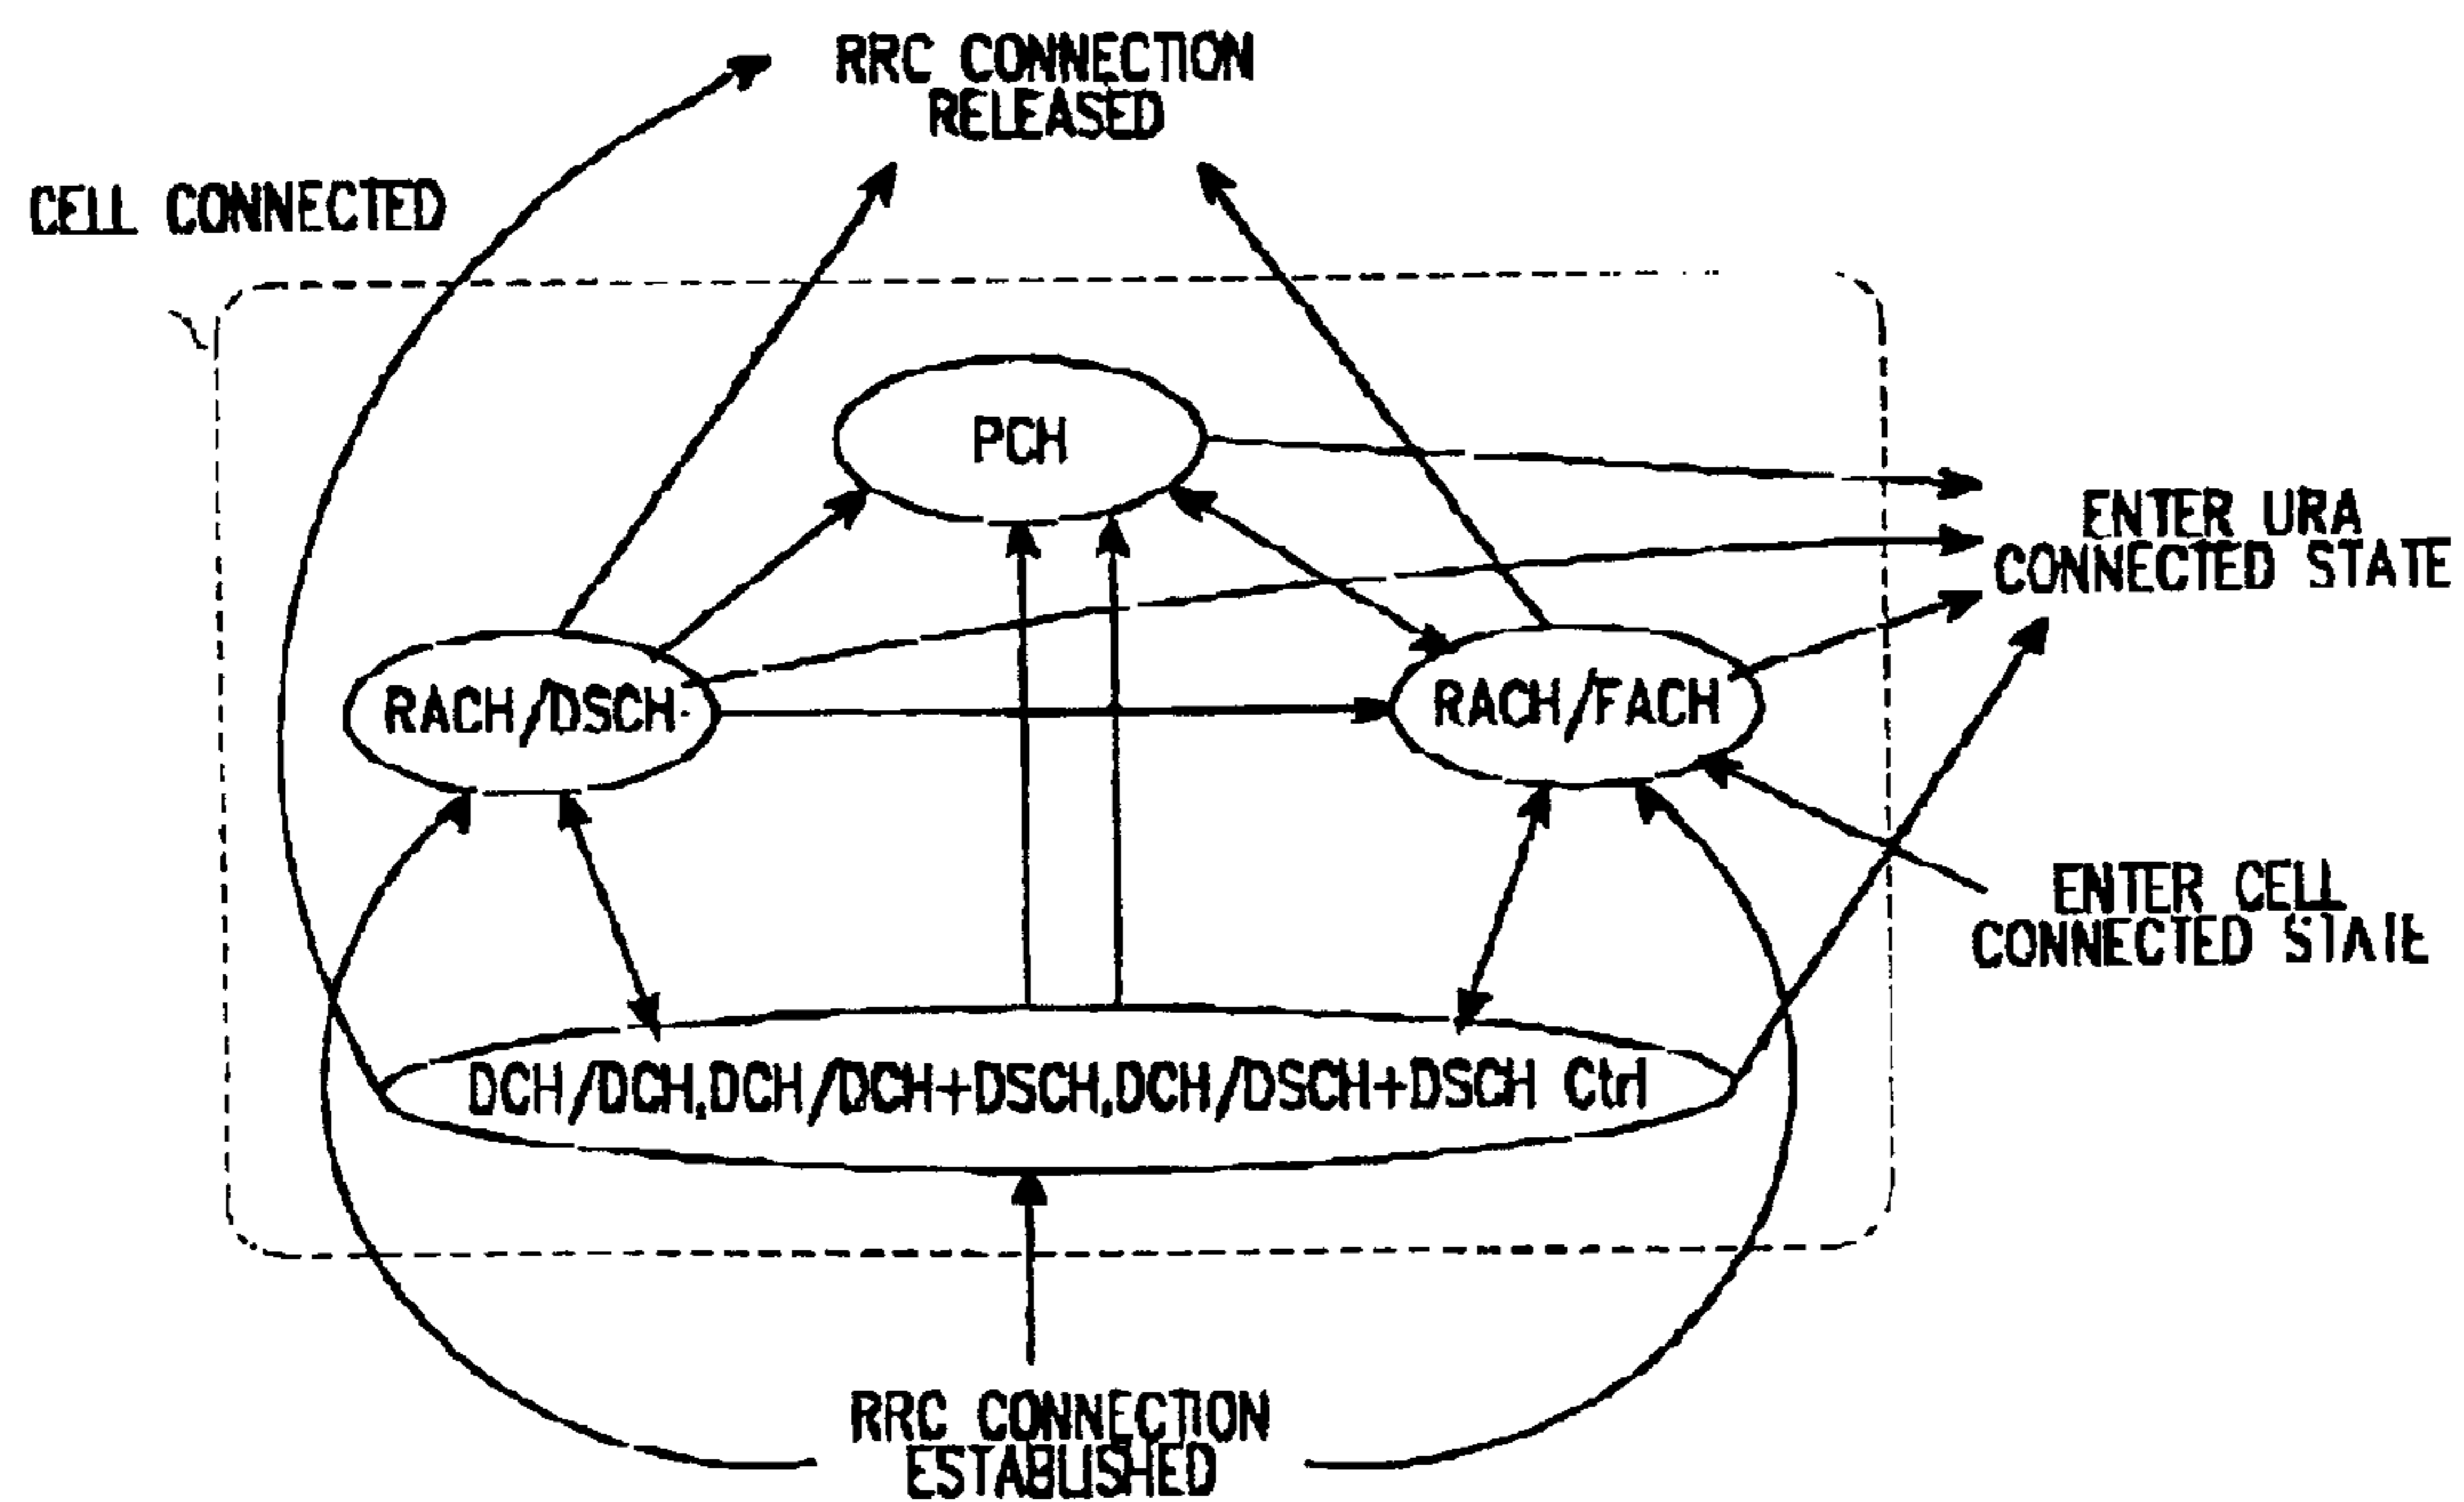 RRC CONNECTION
RELEASED
CELL CONNECTED
PCH
ENTER URA
CONNECTED STATE
RACH/DSCH
RACH/FACH
ENTER CELL
CONNECTED STATE
DCH/DCH,DCH/DCH+DSCH,DCH/DSCH+DSCH Ctrl
RRC CONNECTION
ESTABLISHED